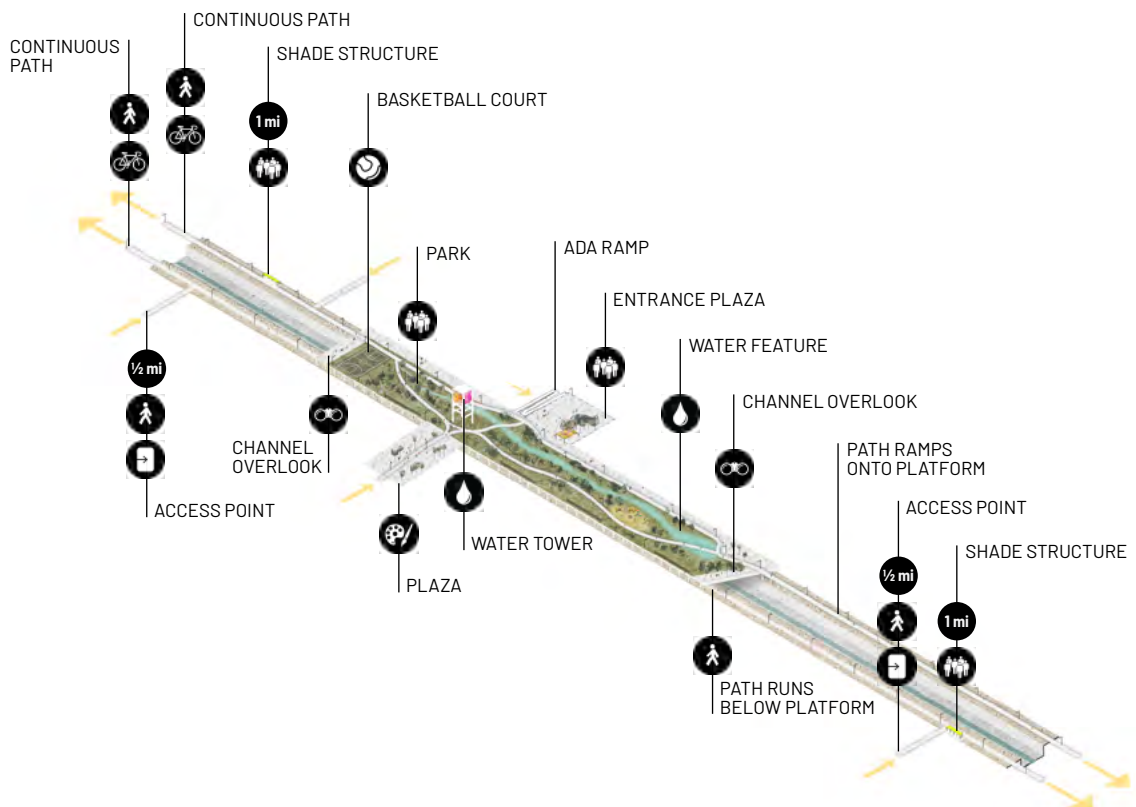 CONTINUOUS PATH
CONTINUOUS
PATH
SHADE STRUCTURE
1 mi
BASKETBALL COURT
PARK
ADA RAMP
ENTRANCE PLAZA
WATER FEATURE
CHANNEL OVERLOOK
PATH RAMPS
ONTO PLATFORM
½ mi
ACCESS POINT
CHANNEL
OVERLOOK
PLAZA
WATER TOWER
ACCESS POINT
½ mi
SHADE STRUCTURE
1 mi
PATH RUNS
BELOW PLATFORM